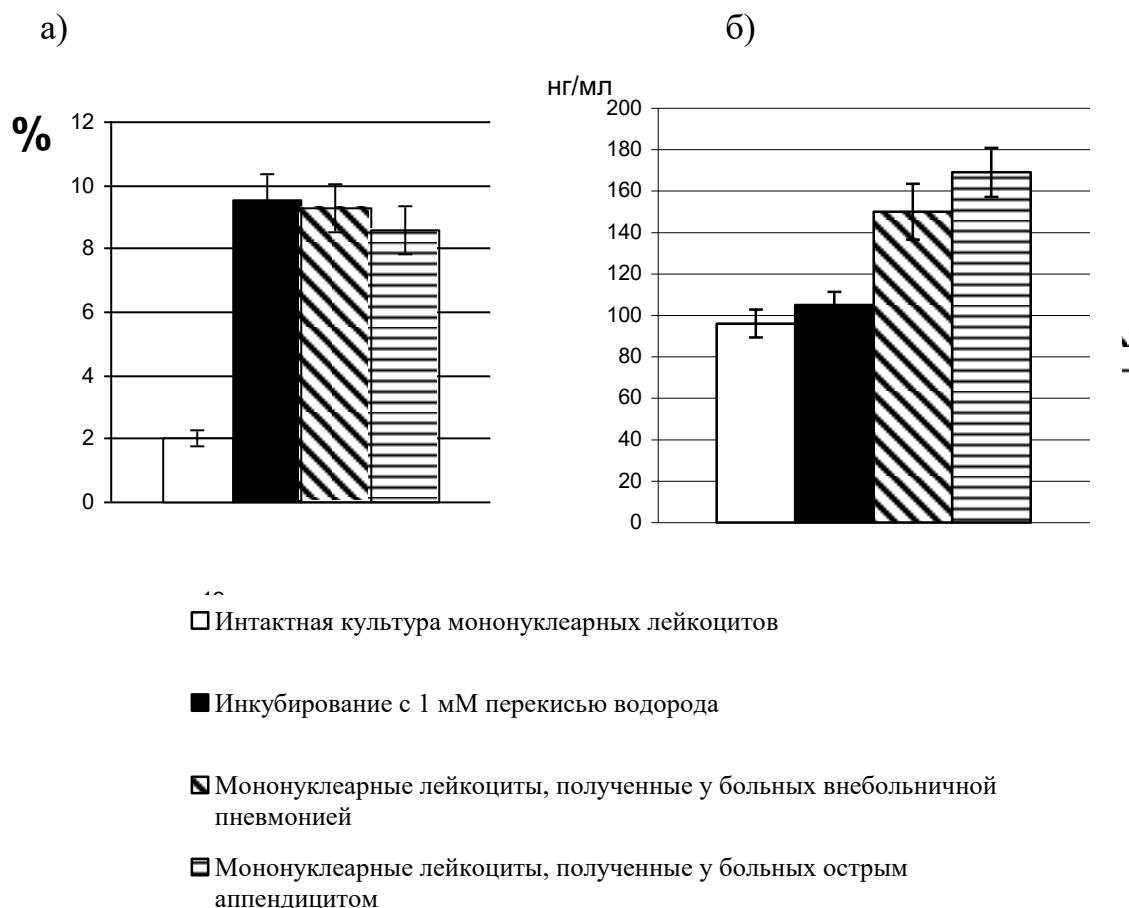 а)
б)
%
12
10
8
6
4
2
0
нг/мл
200
180
160
140
120
100
80
60
40
20
0
Интактная культура мононуклеарных лейкоцитов
Инкубирование с 1 мМ перекисью водорода
Мононуклеарные лейкоциты, полученные у больных внебольничной
пневмонией
Мононуклеарные лейкоциты, полученные у больных острым
аппендицитом